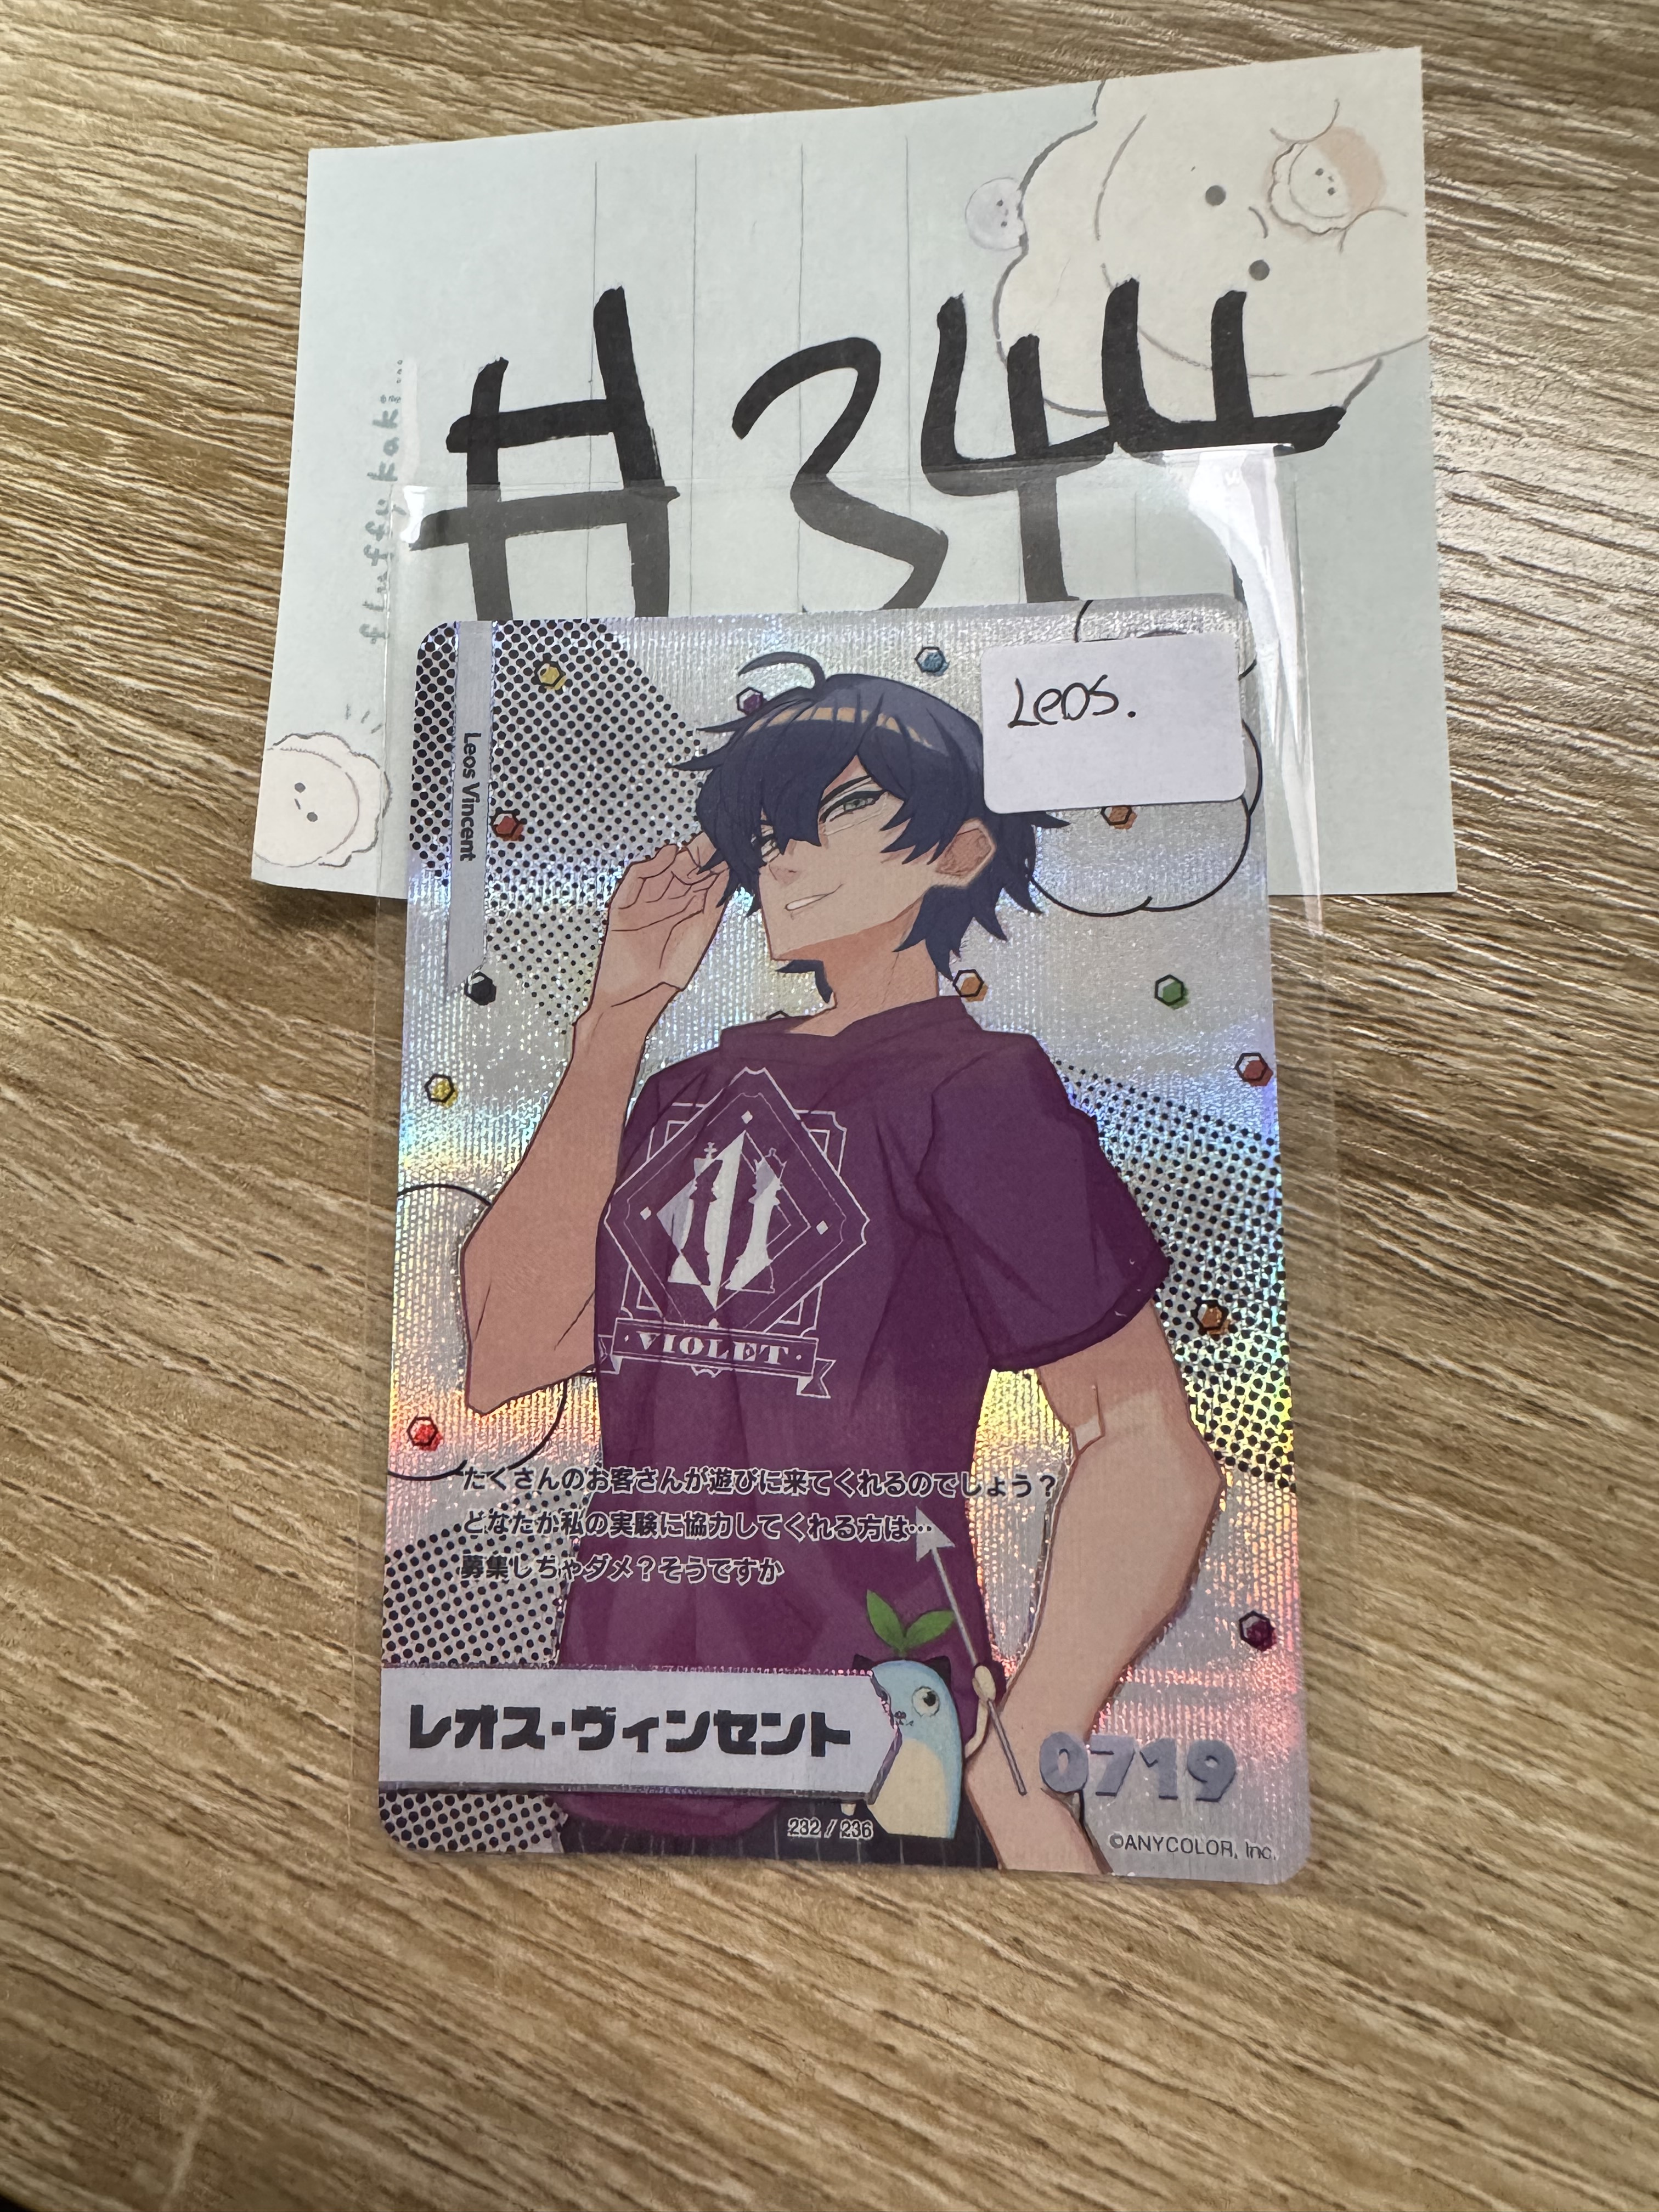 #344
fluffy kaki...
Leos.
Leos Vincent
VIOLET
たくさんのお客さんが遊びに来てくれるのでしょう？
どなたか私の実験に協力してくれる方は…
募集しちゃダメ？そうですか
レオス・ヴィンセント
0719
232 / 236
©ANYCOLOR, Inc.